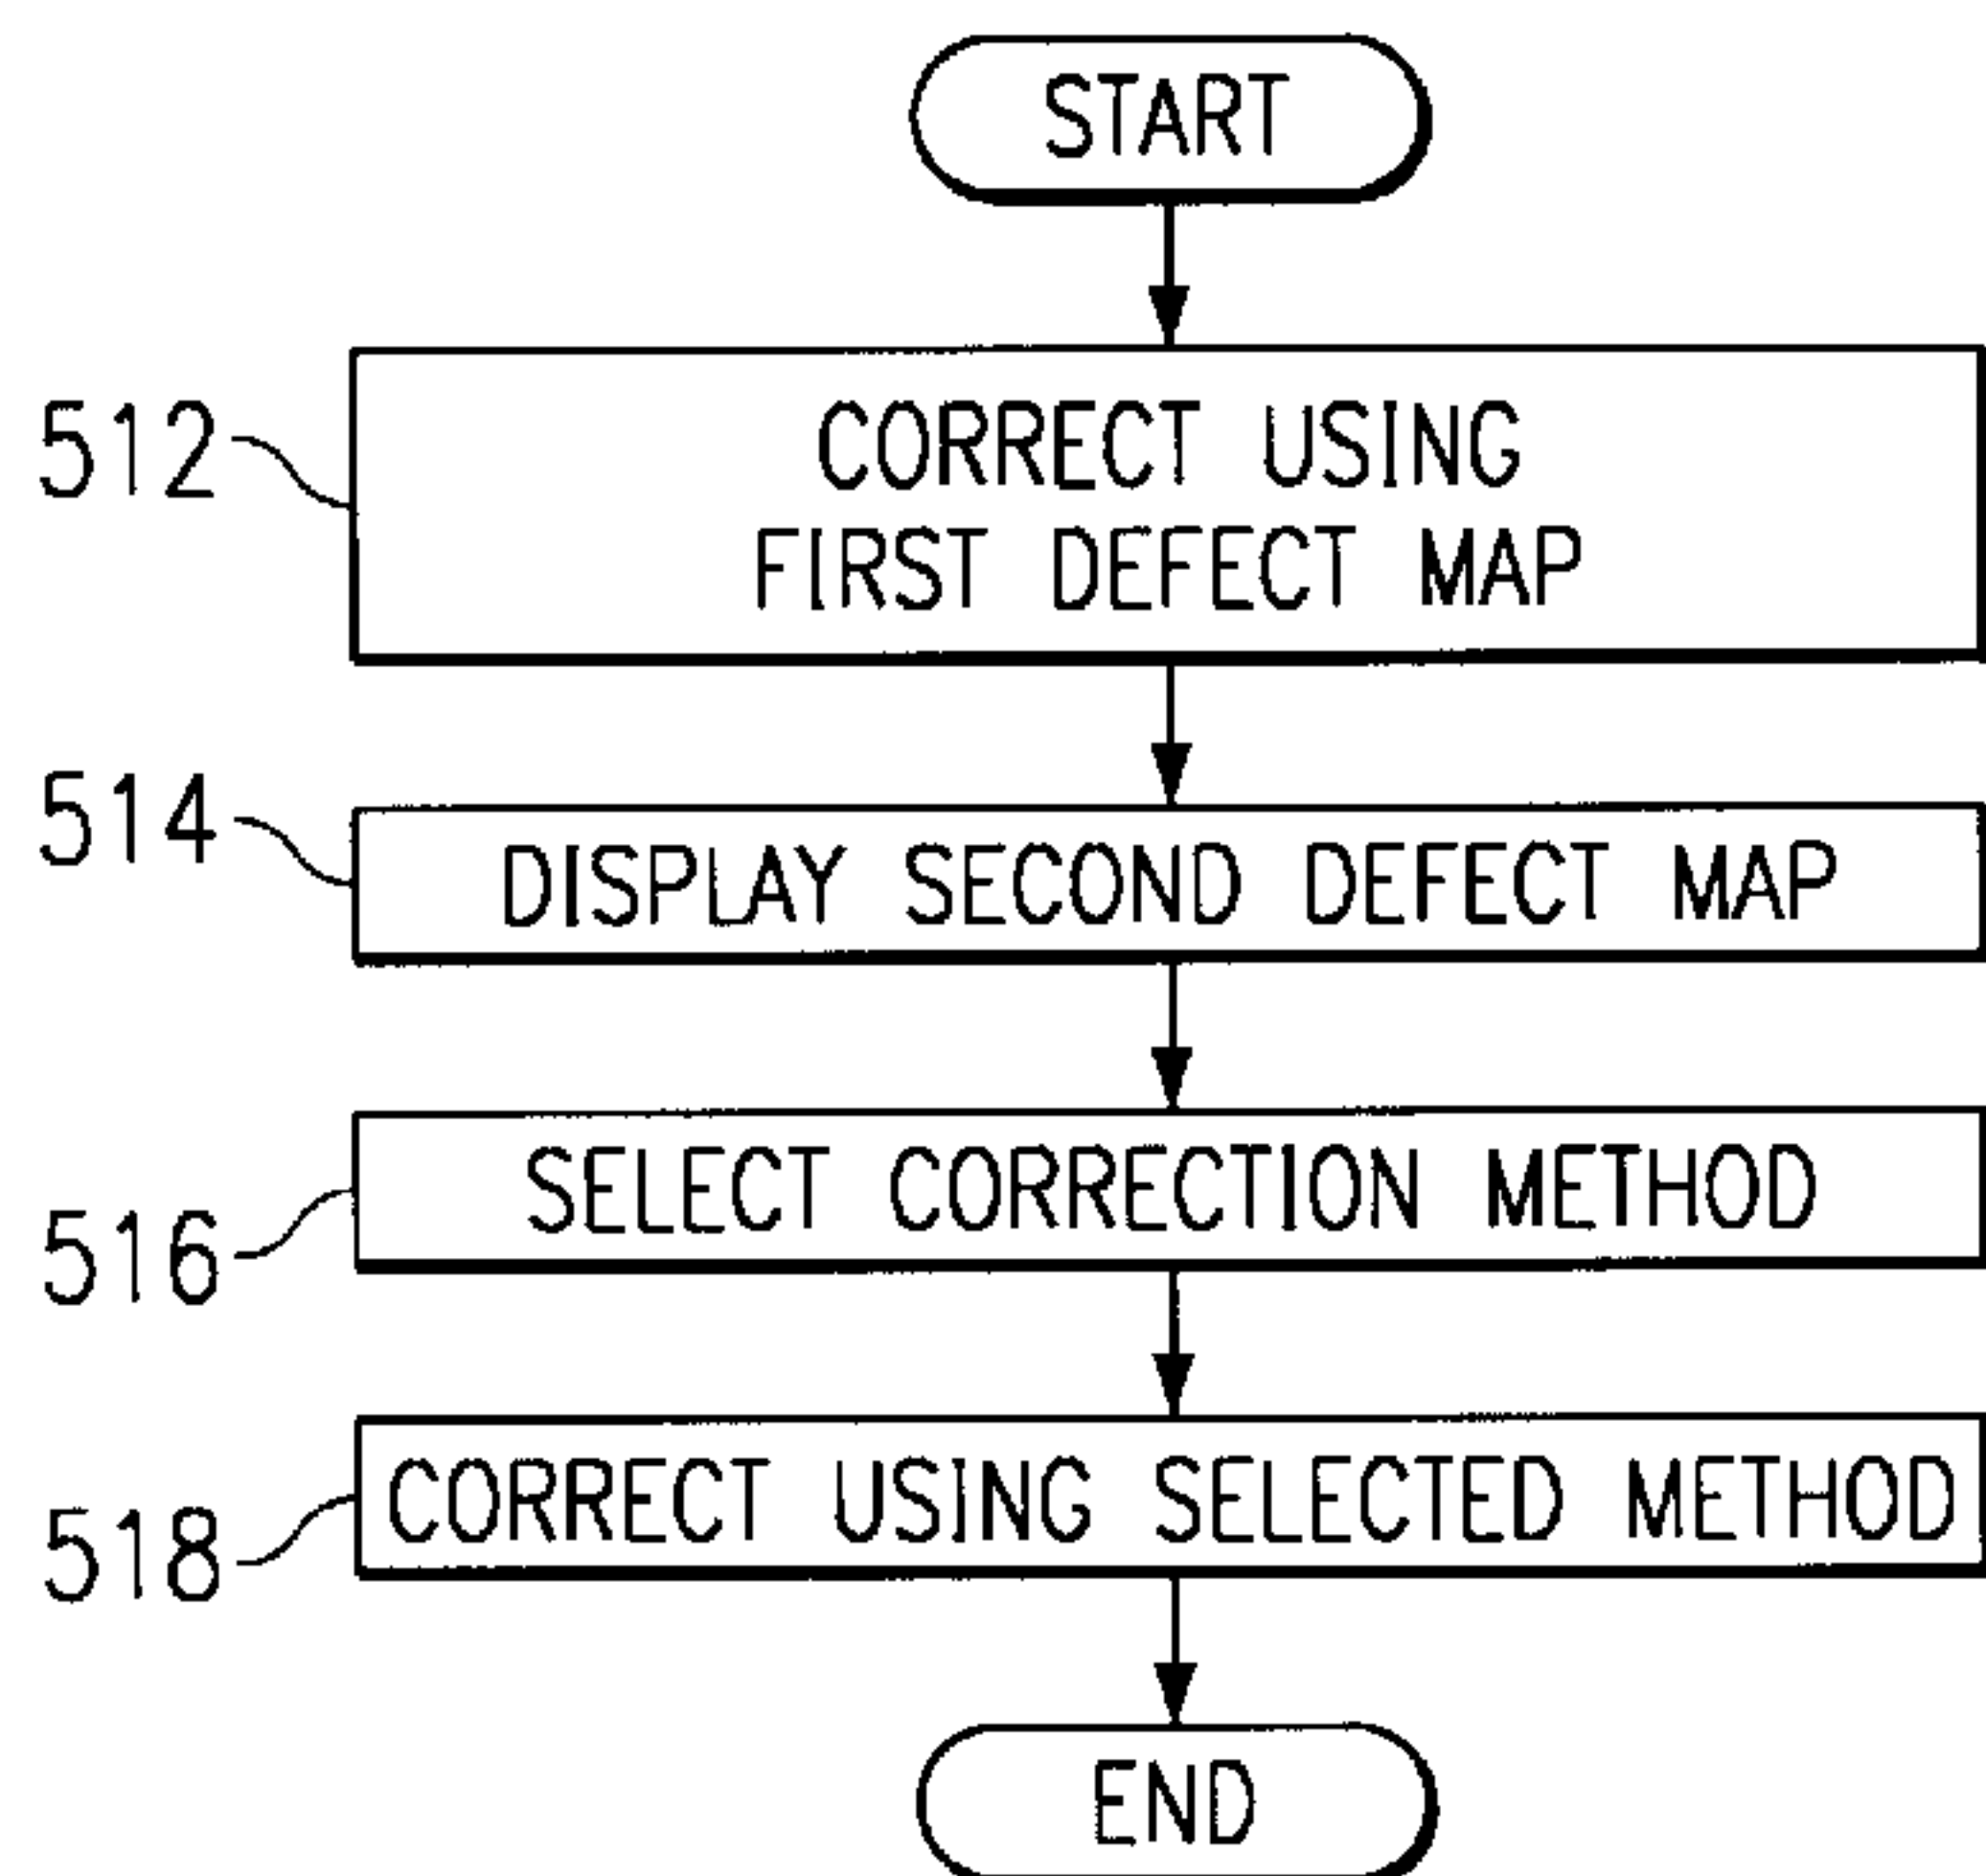 START
512
CORRECT USING
FIRST DEFECT MAP
514
DISPLAY SECOND DEFECT MAP
516
SELECT CORRECTION METHOD
518
CORRECT USING SELECTED METHOD
END